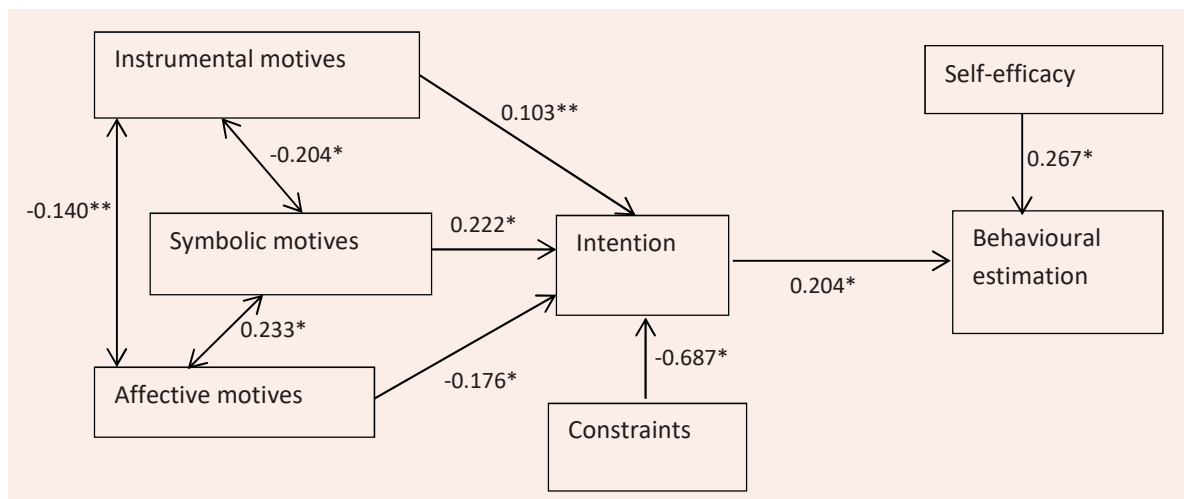 Instrumental motives
Self-efficacy
0.103**
-0.204*
0.267*
-0.140**
Symbolic motives
0.222*
Intention
Behavioural
estimation
0.204*
0.233*
-0.176*
-0.687*
Affective motives
Constraints